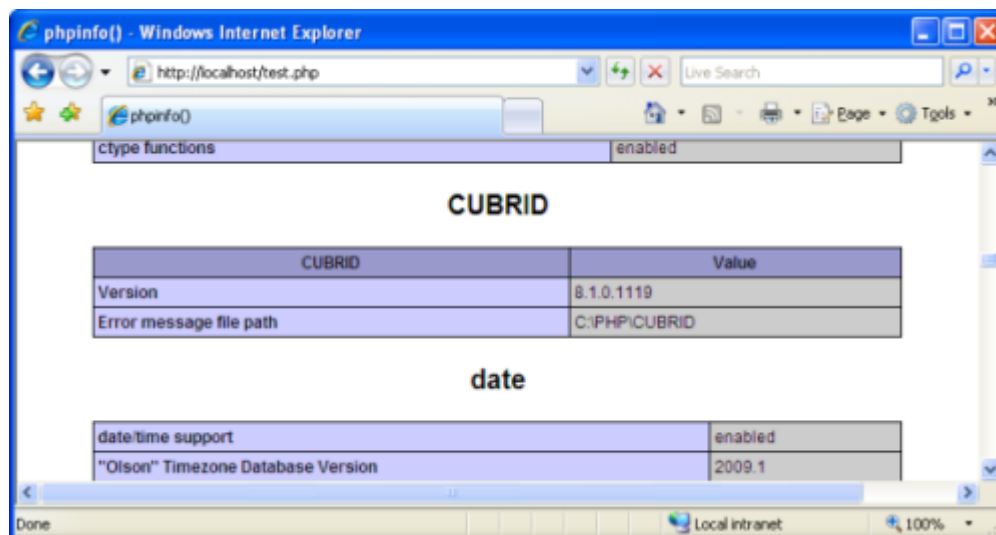 phpinfo() - Windows Internet Explorer
http://localhost/test.php
Live Search
phpinfo()
Page
Tools
ctype functions enabled
CUBRID
CUBRID Value
Version 8.1.0.1119
Error message file path C:\PHP\CUBRID
date
date/time support enabled
"Olson" Timezone Database Version 2009.1
Done Local intranet 100%